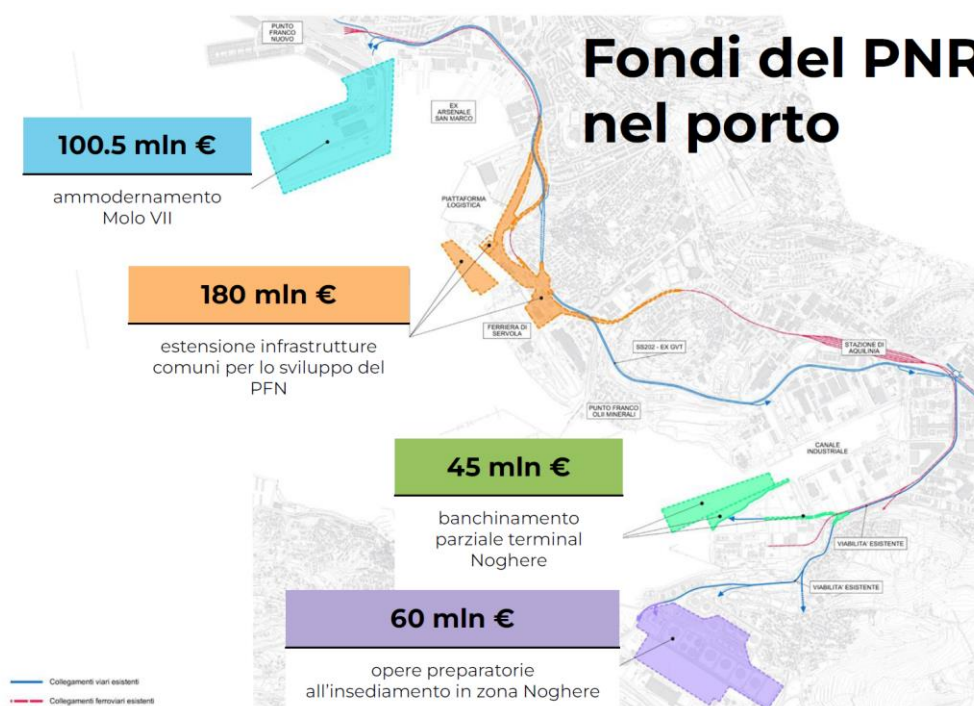 Fondi del PNR
nel porto
PUNTO
FRANCO
NUOVO
EX
ARSENALE
SAN MARCO
100.5 mln €
ammodernamento
Molo VII
PIATTAFORMA
LOGISTICA
180 mln €
estensione infrastrutture
comuni per lo sviluppo del
PFN
FERRIERA DI
SERVOLA
SS202 - EX GVT
STAZIONE DI
AQUILINIA
PUNTO FRANCO
OLII MINERALI
CANALE
INDUSTRIALE
45 mln €
banchinamento
parziale terminal
Noghere
VIABILITA' ESISTENTE
VIABILITA' ESISTENTE
60 mln €
opere preparatorie
all'insediamento in zona Noghere
Collegamenti viari esistenti
Collegamenti ferroviari esistenti